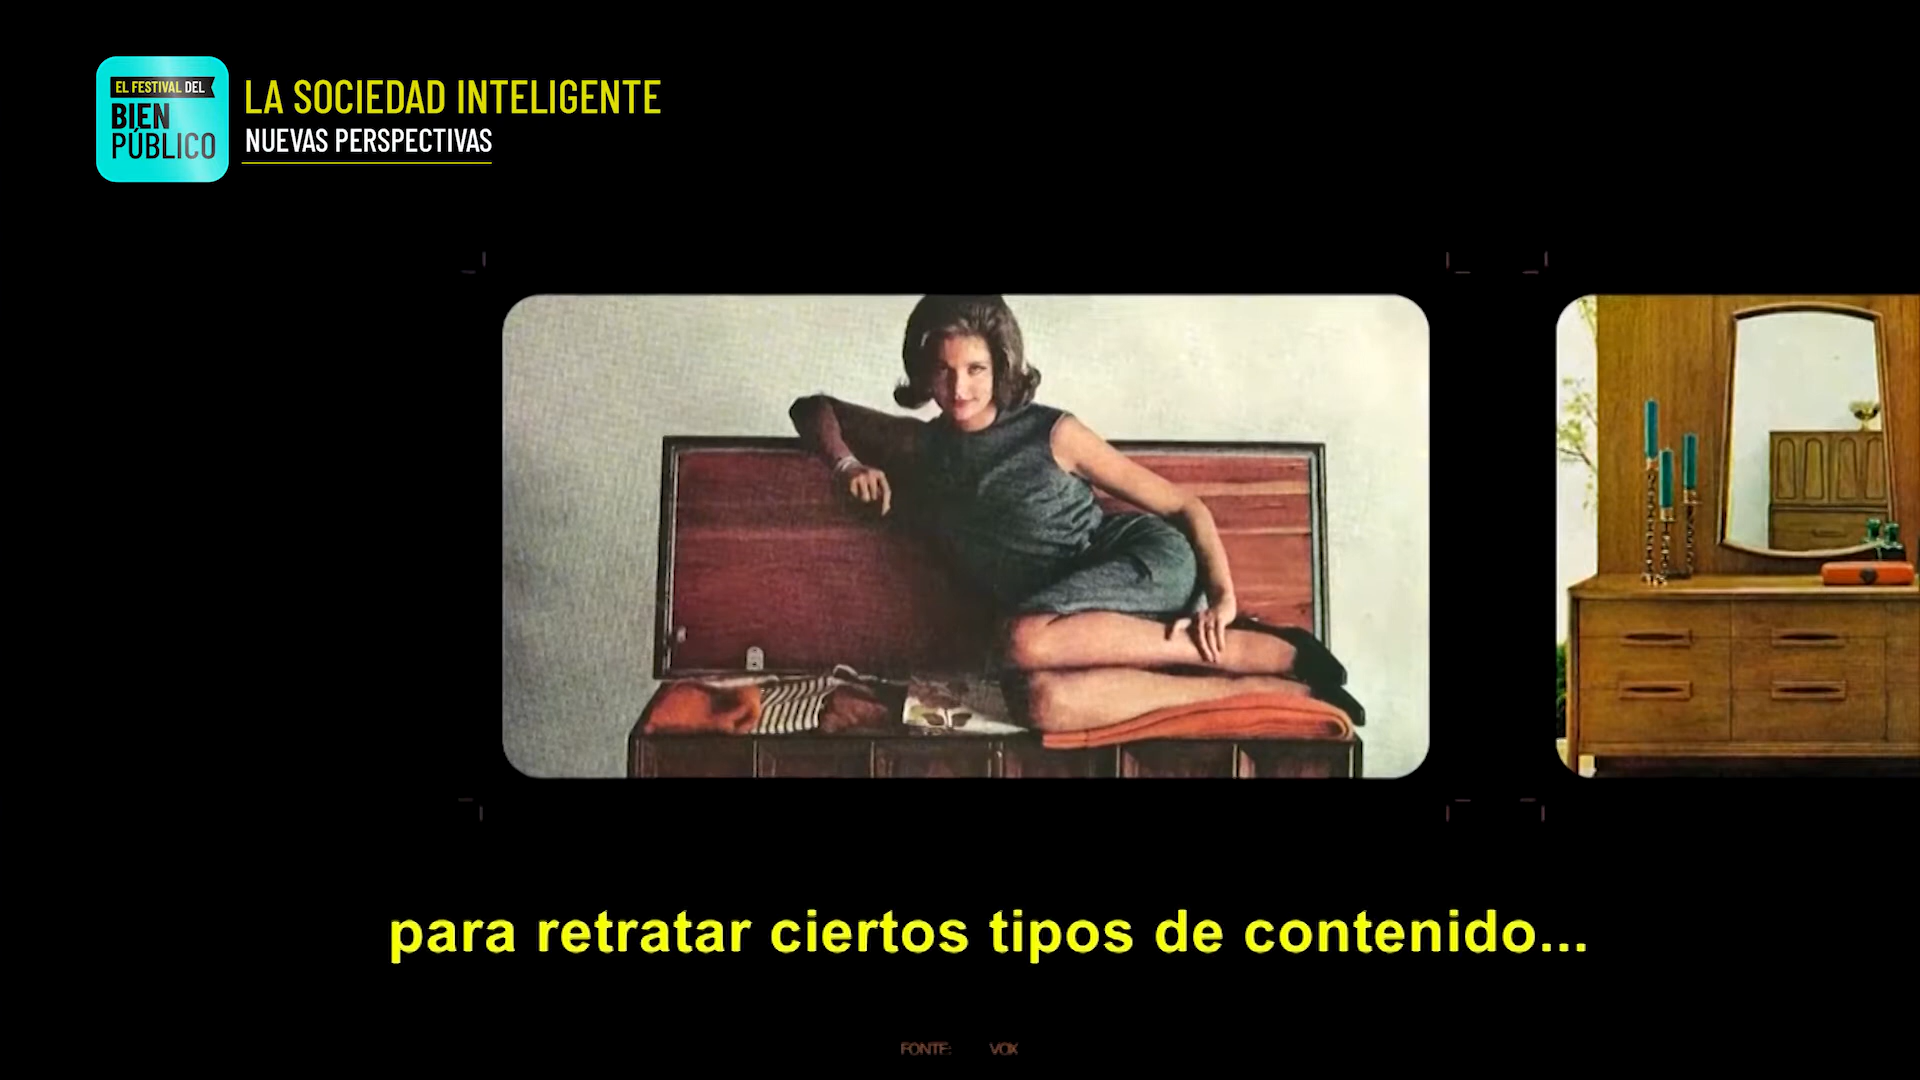 EL FESTIVAL DEL
BIEN
PÚBLICO
LA SOCIEDAD INTELIGENTE
NUEVAS PERSPECTIVAS
para retratar ciertos tipos de contenido...
FONTE: VOX